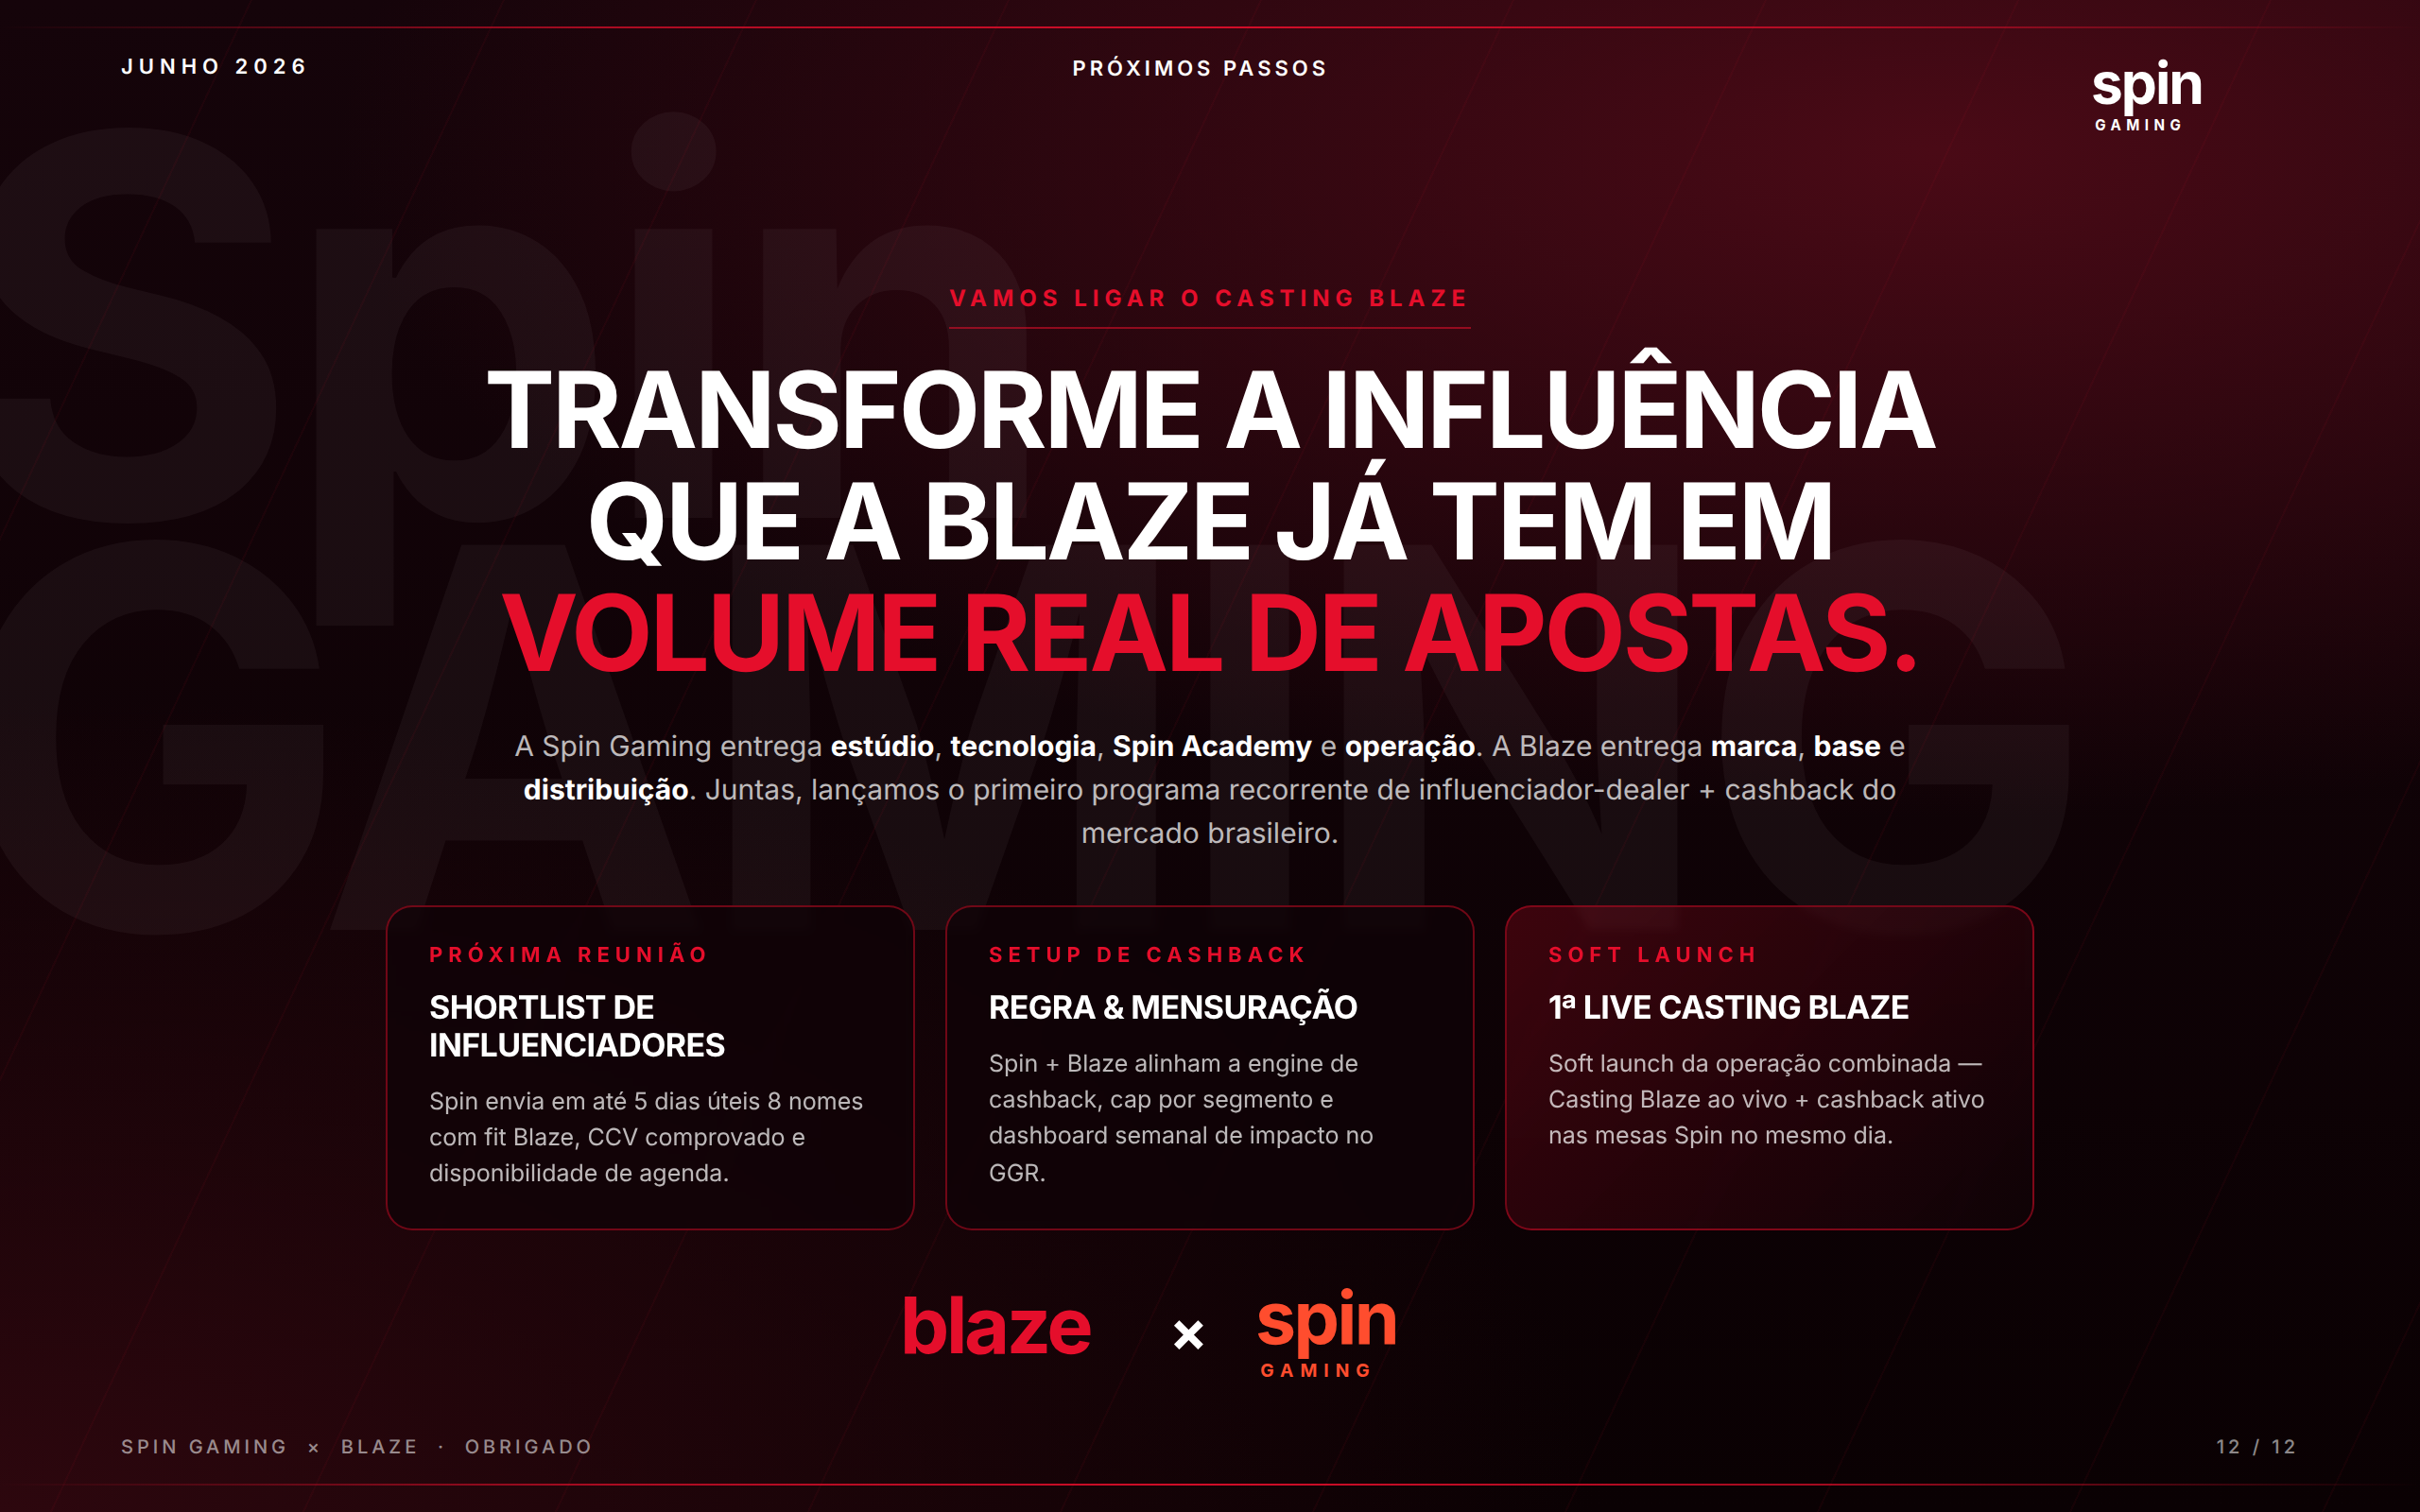 JUNHO 2026
PRÓXIMOS PASSOS
spin
GAMING
Spin
GAMING
VAMOS LIGAR O CASTING BLAZE
TRANSFORME A INFLUÊNCIA
QUE A BLAZE JÁ TEM EM
VOLUME REAL DE APOSTAS.
A Spin Gaming entrega estúdio, tecnologia, Spin Academy e operação. A Blaze entrega marca, base e
distribuição. Juntas, lançamos o primeiro programa recorrente de influenciador-dealer + cashback do
mercado brasileiro.
PRÓXIMA REUNIÃO
SHORTLIST DE
INFLUENCIADORES
Spin envia em até 5 dias úteis 8 nomes
com fit Blaze, CCV comprovado e
disponibilidade de agenda.
SETUP DE CASHBACK
REGRA & MENSURAÇÃO
Spin + Blaze alinham a engine de
cashback, cap por segmento e
dashboard semanal de impacto no
GGR.
SOFT LAUNCH
1ª LIVE CASTING BLAZE
Soft launch da operação combinada —
Casting Blaze ao vivo + cashback ativo
nas mesas Spin no mesmo dia.
blaze × spin
GAMING
SPIN GAMING × BLAZE · OBRIGADO
12 / 12